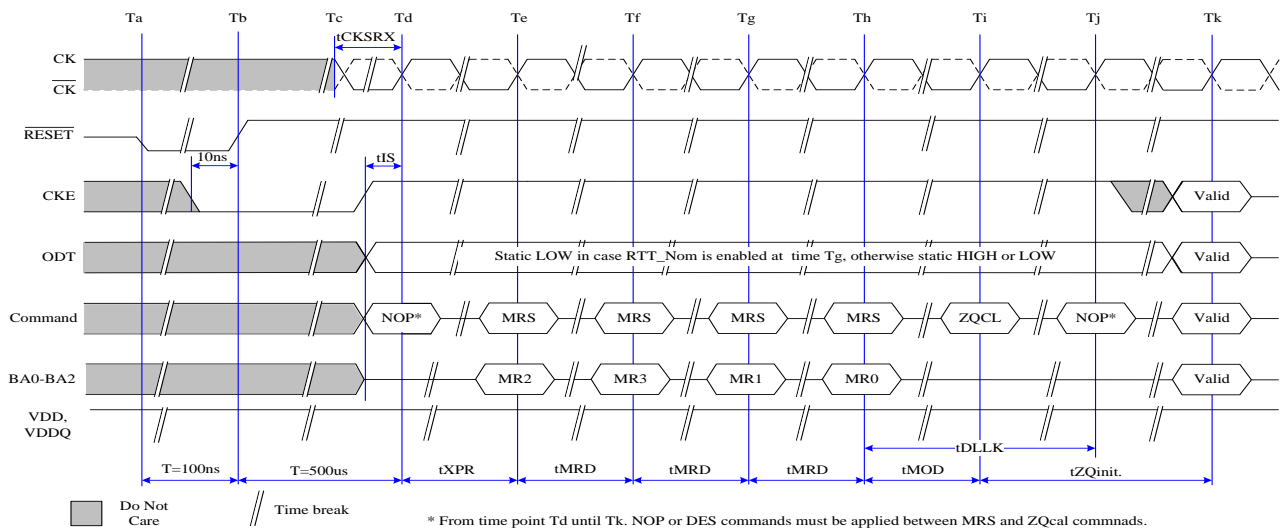 Ta Tb Tc Td Te Tf Tg Th Ti Tj Tk
tCKSRX
CK
CK
RESET
10ns
tIS
CKE
Valid
ODT
Static LOW in case RTT_Nom is enabled at time Tg, otherwise static HIGH or LOW
Valid
Command
NOP* MRS MRS MRS MRS ZQCL NOP* Valid
BA0-BA2
MR2 MR3 MR1 MR0 Valid
VDD,
VDDQ
tDLLK
T=100ns T=500us tXPR tMRD tMRD tMRD tMOD tZQinit.
Do Not
Care
Time break
* From time point Td until Tk. NOP or DES commands must be applied between MRS and ZQcal commnads.